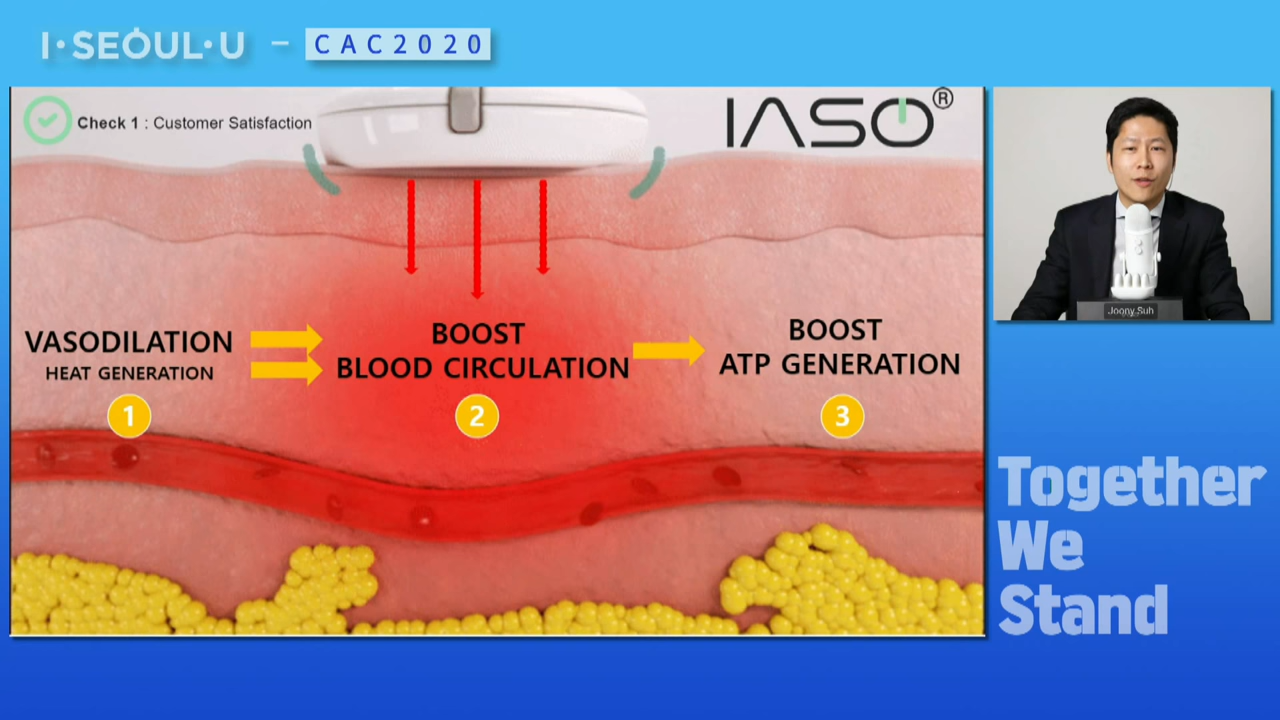 I·SEOUL·U – CAC2020
Check 1 : Customer Satisfaction
IASO®
VASODILATION
HEAT GENERATION
1
BOOST
BLOOD CIRCULATION
2
BOOST
ATP GENERATION
3
Joony Suh
Together
We
Stand